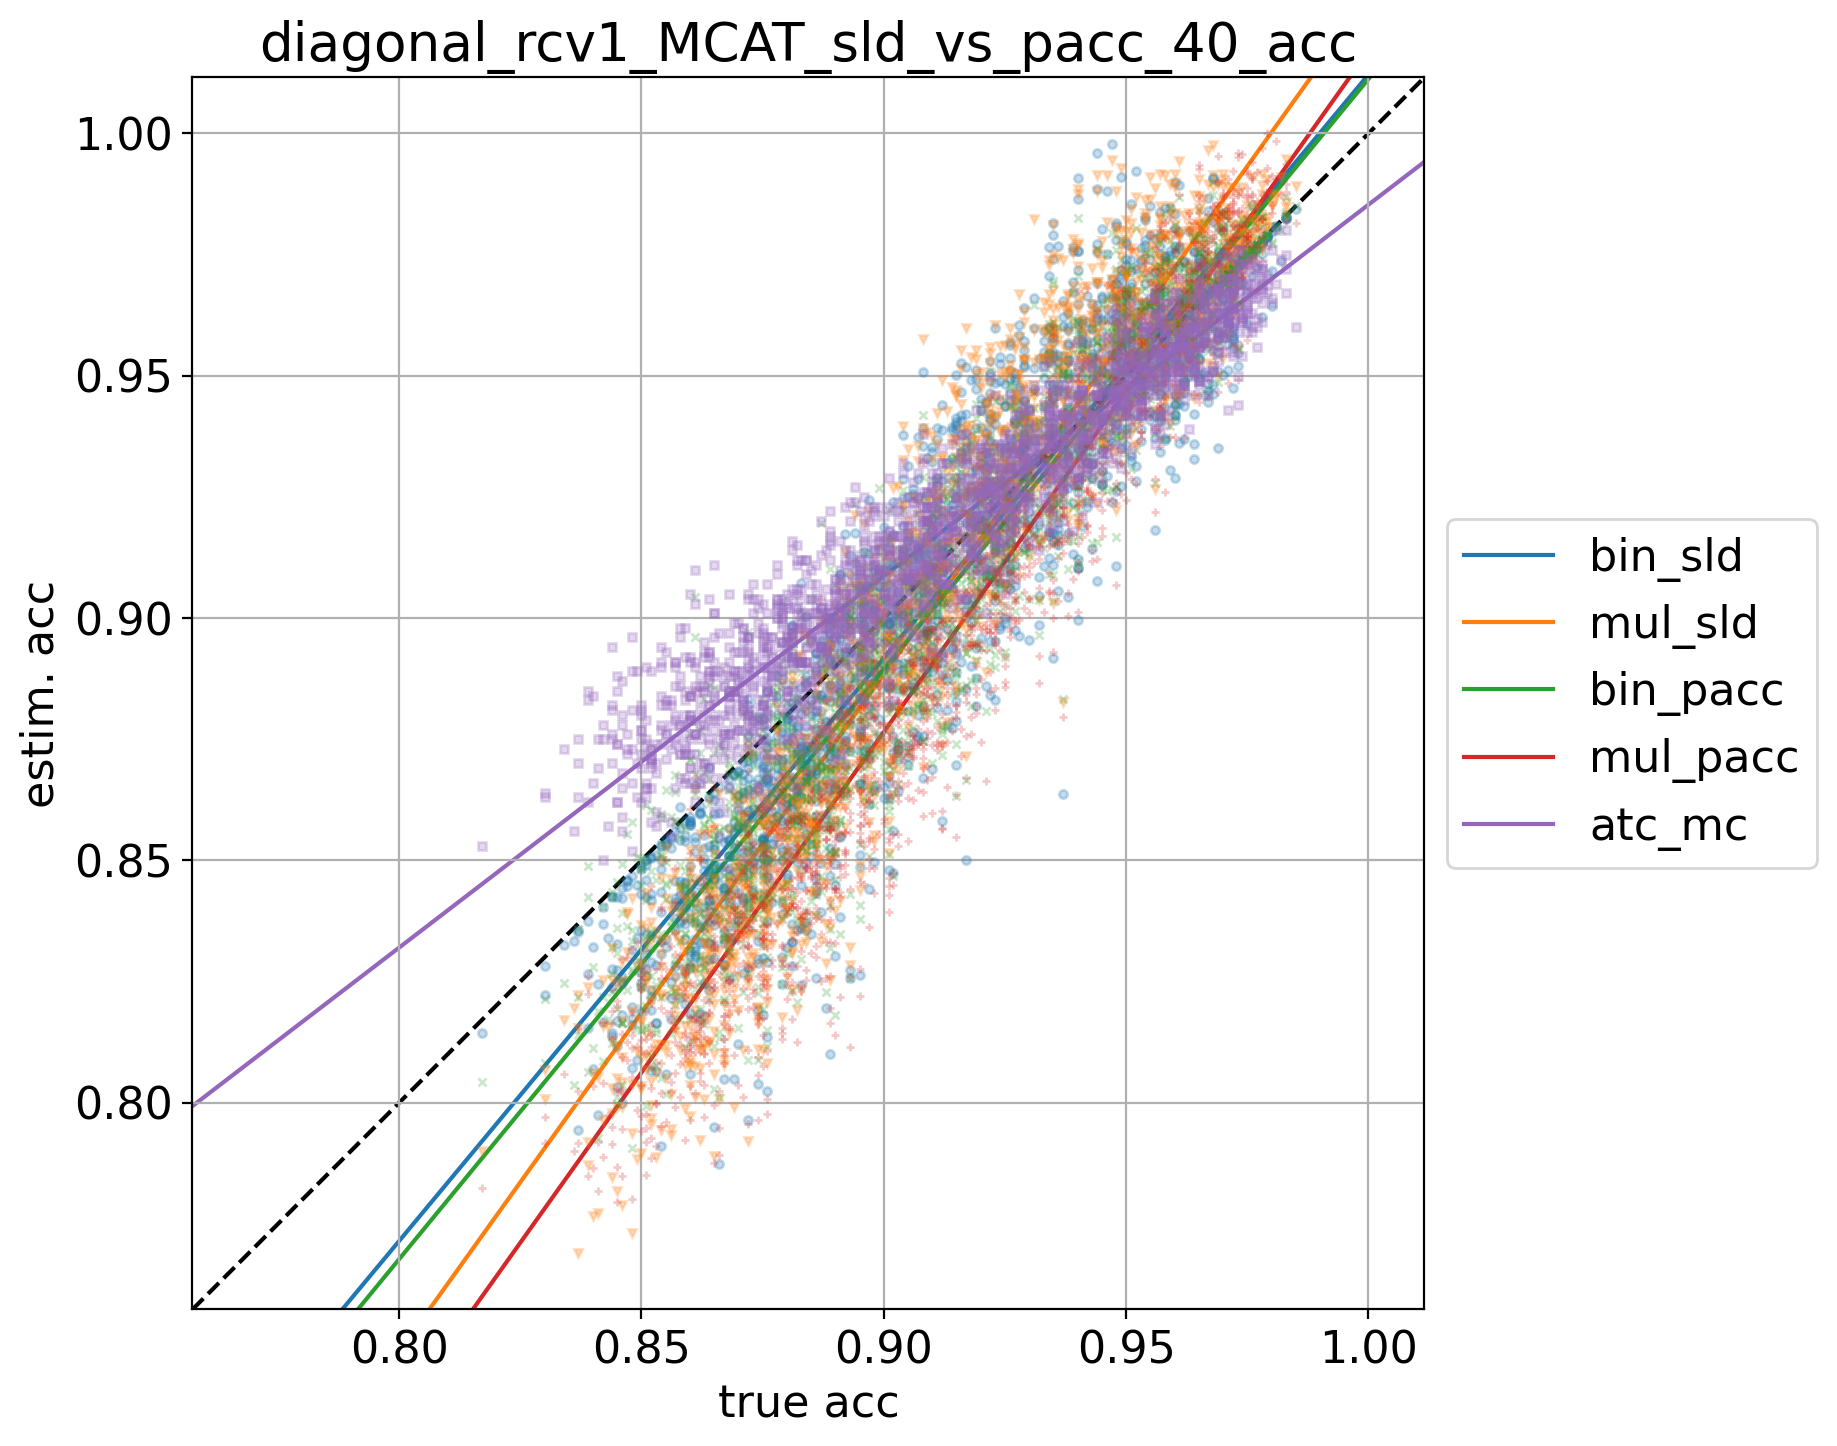 diagonal_rcv1_MCAT_sld_vs_pacc_40_acc
1.00
0.95
0.90
0.85
0.80
estim. acc
0.80
0.85
0.90
0.95
1.00
true acc
bin_sld
mul_sld
bin_pacc
mul_pacc
atc_mc